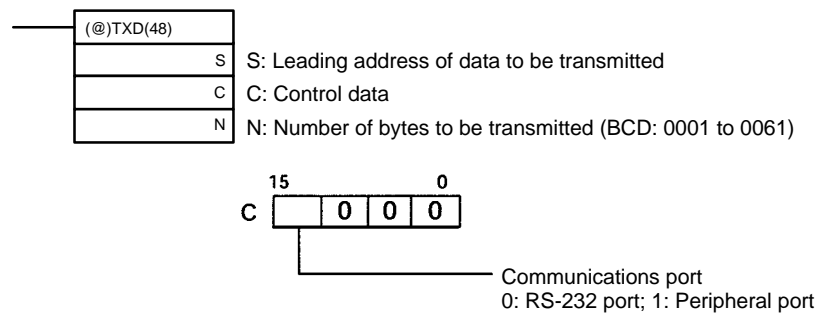 (@)TXD(48)
S S: Leading address of data to be transmitted
C C: Control data
N N: Number of bytes to be transmitted (BCD: 0001 to 0061)
15 0
C 0 0 0
Communications port
0: RS-232 port; 1: Peripheral port